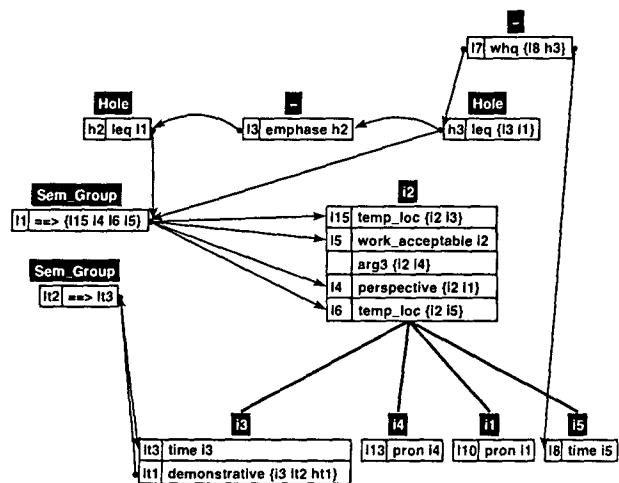 –
l7 whq {l8 h3}
Hole – Hole
h2 leq l1 l3 emphase h2 h3 leq {l3 l1}
Sem_Group i2
l1 ==> {l15 l4 l6 l5} l15 temp_loc {i2 i3}
l5 work_acceptable i2
arg3 {i2 i4}
Sem_Group
lt2 ==> lt3 l4 perspective {i2 i1}
l6 temp_loc {i2 i5}
i3 i4 i1 i5
lt3 time i3 l13 pron i4 l10 pron i1 l8 time i5
lt1 demonstrative {i3 lt2 ht1}